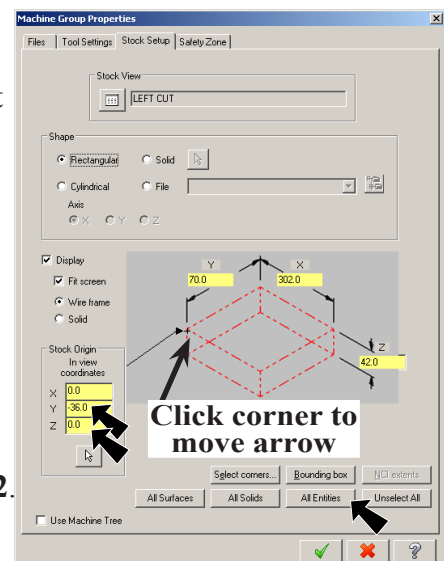 Machine Group Properties
Files Tool Settings Stock Setup Safety Zone
Stock View
LEFT CUT
t
Shape
Rectangular Solid
Cylindrical File
Axis
X Y Z
Display
Fit screen
Wire frame
Solid
Y X
70.0 302.0
Z
42.0
Stock Origin
In view
coordinates
X 0.0
Y -36.0
Z 0.0
Click corner to
move arrow
Select corners... Bounding box NCI extents
2.
All Surfaces All Solids All Entities Unselect All
Use Machine Tree